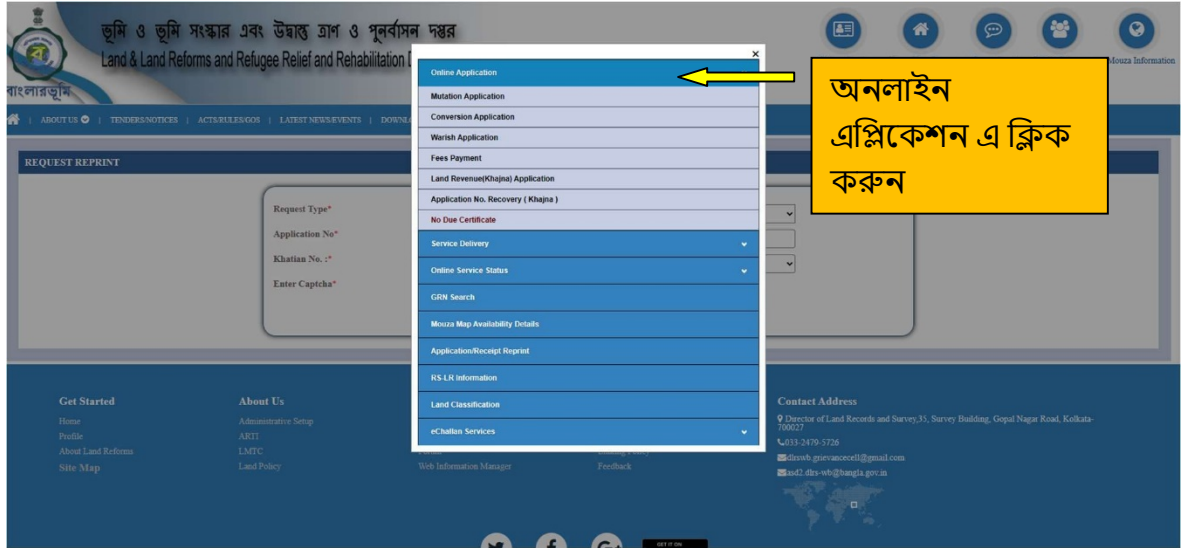 ভূমি ও ভূমি সংস্কার এবং উদ্বাস্তু ত্রাণ ও পুনর্বাসন দপ্তর
Land & Land Reforms and Refugee Relief and Rehabilitation
বাংলারভূমি
Mouza Information
×
Online Application
Mutation Application
Conversion Application
Warish Application
Fees Payment
Land Revenue(Khajna) Application
Application No. Recovery ( Khajna )
No Due Certificate
Service Delivery
Online Service Status
GRN Search
Mouza Map Availability Details
Application/Receipt Reprint
RS-LR Information
Land Classification
eChallan Services
অনলাইন
এপ্লিকেশন এ ক্লিক
করুন
| ABOUT US | TENDERS/NOTICES | ACTS/RULES/GOS | LATEST NEWS/EVENTS |
REQUEST REPRINT
Request Type*
Application No*
Khatian No. :*
Enter Captcha*
Get Started
Home
Profile
About Land Reforms
Site Map
About Us
Administrative Setup
ARTI
LMTC
Land Policy
Web Information Manager
Feedback
Contact Address
Director of Land Records and Survey,35, Survey Building, Gopal Nagar Road, Kolkata-
700027
033-2479-5726
dlrswb.grievancecell@gmail.com
asd2.dlrs-wb@bangla.gov.in
GET IT ON